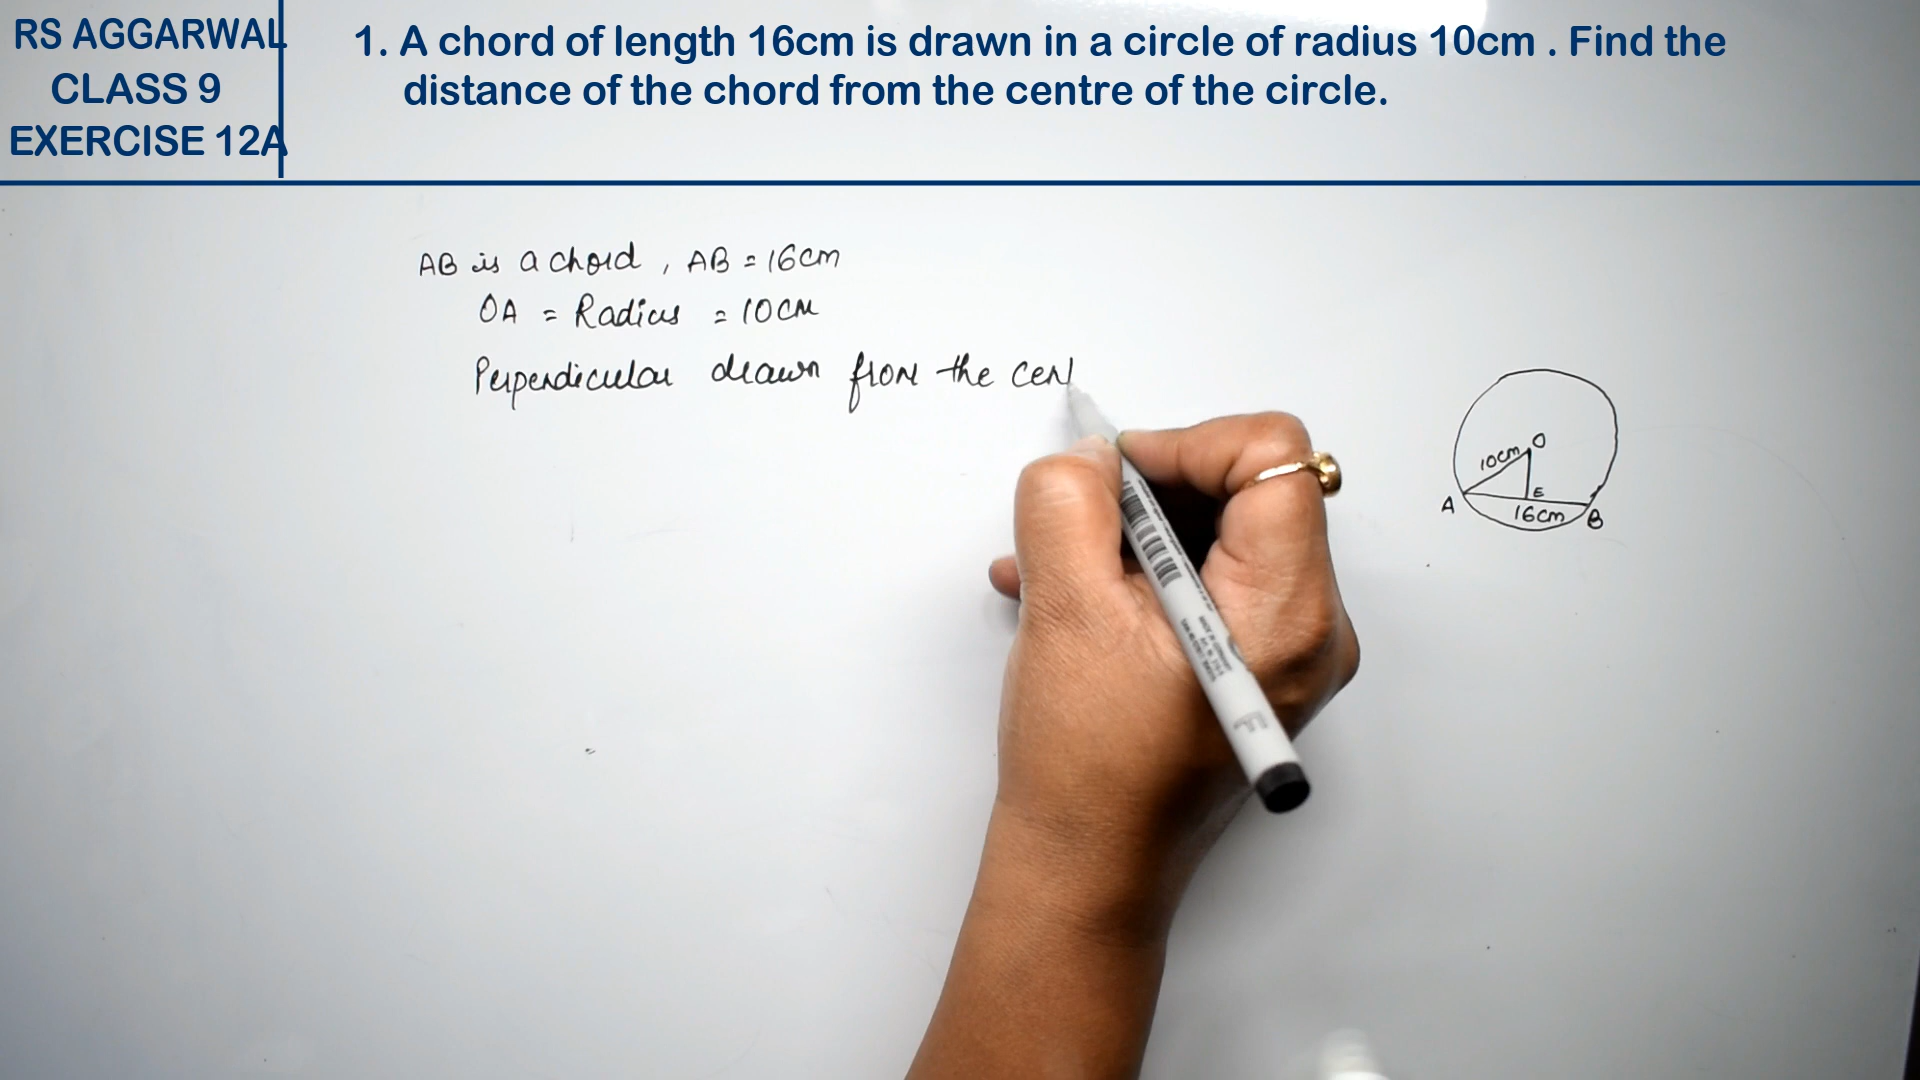 RS AGGARWAL
CLASS 9
EXERCISE 12A
1. A chord of length 16cm is drawn in a circle of radius 10cm . Find the
distance of the chord from the centre of the circle.
AB is a chord , AB = 16cm
OA = Radius = 10cm
Perpendicular drawn from the cen
O
10cm
E
A
16cm
B
F